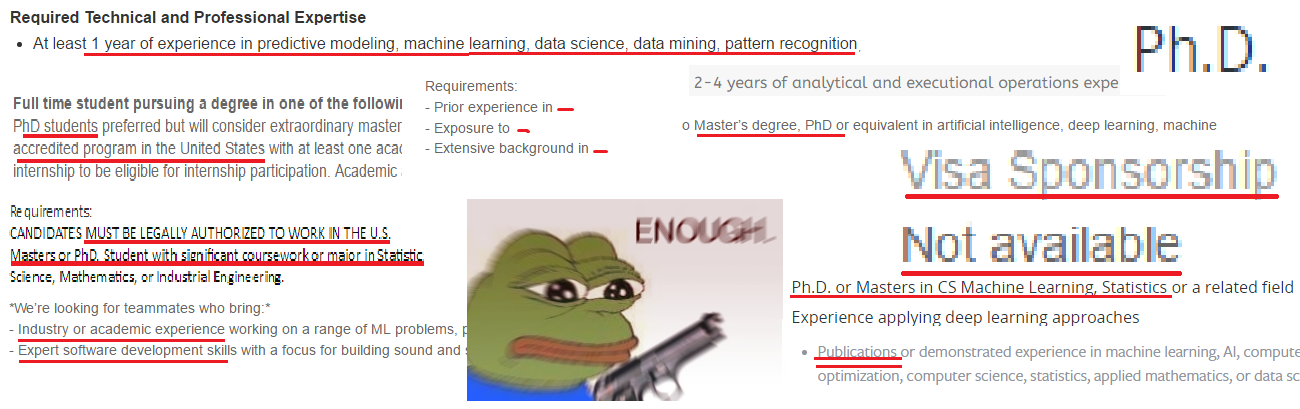 Required Technical and Professional Expertise
• At least 1 year of experience in predictive modeling, machine learning, data science, data mining, pattern recognition.
Full time student pursuing a degree in one of the followin
PhD students preferred but will consider extraordinary master
accredited program in the United States with at least one acac
internship to be eligible for internship participation. Academic
Requirements:
- Prior experience in
- Exposure to
- Extensive background in
2-4 years of analytical and executional operations expe
Ph.D.
o Master's degree, PhD or equivalent in artificial intelligence, deep learning, machine
Visa Sponsorship
Not available
Requirements:
CANDIDATES MUST BE LEGALLY AUTHORIZED TO WORK IN THE U.S.
Masters or PhD. Student with significant coursework or major in Statistic
Science, Mathematics, or Industrial Engineering.
*We're looking for teammates who bring:*
- Industry or academic experience working on a range of ML problems, p
- Expert software development skills with a focus for building sound and s
ENOUGH
Ph.D. or Masters in CS Machine Learning, Statistics or a related field
Experience applying deep learning approaches
• Publications or demonstrated experience in machine learning, AI, compute
optimization, computer science, statistics, applied mathematics, or data sc